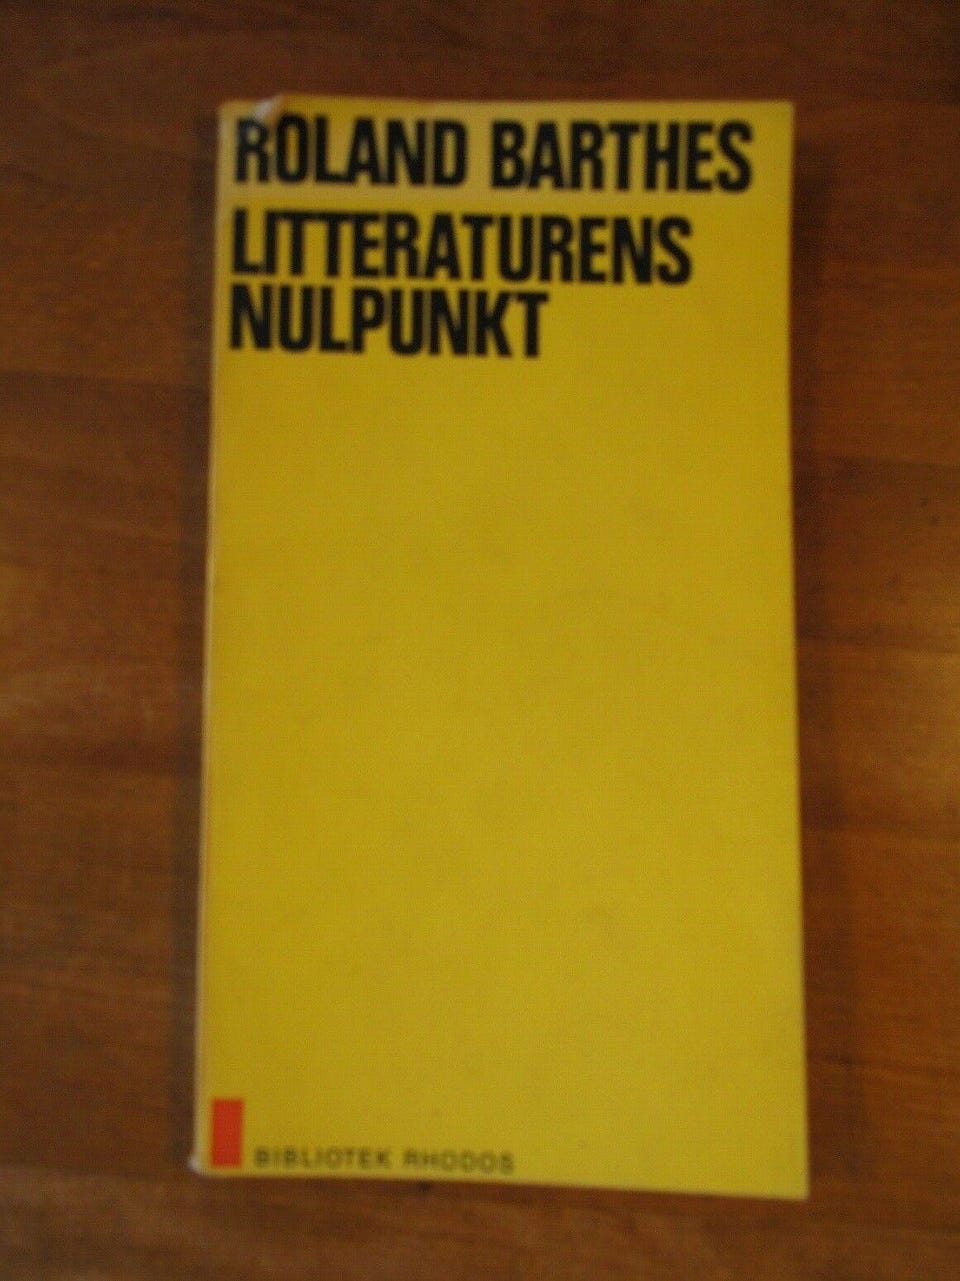 ROLAND BARTHES
LITTERATURENS
NULPUNKT
BIBLIOTEK RHODOS